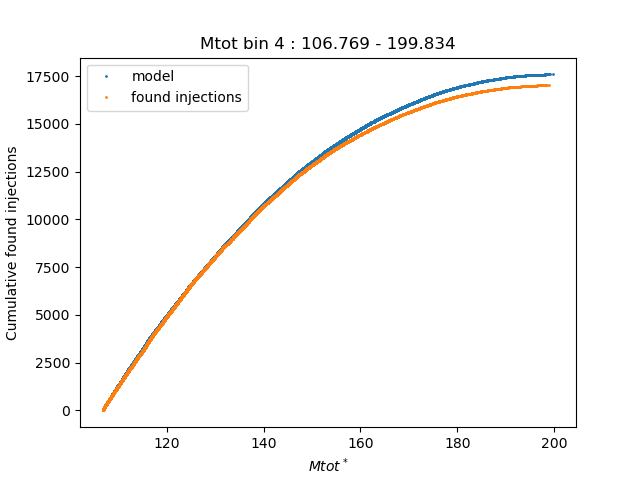 Mtot bin 4 : 106.769 - 199.834
model
found injections
17500
15000
12500
10000
7500
5000
2500
0
Cumulative found injections
120 140 160 180 200
Mtot*